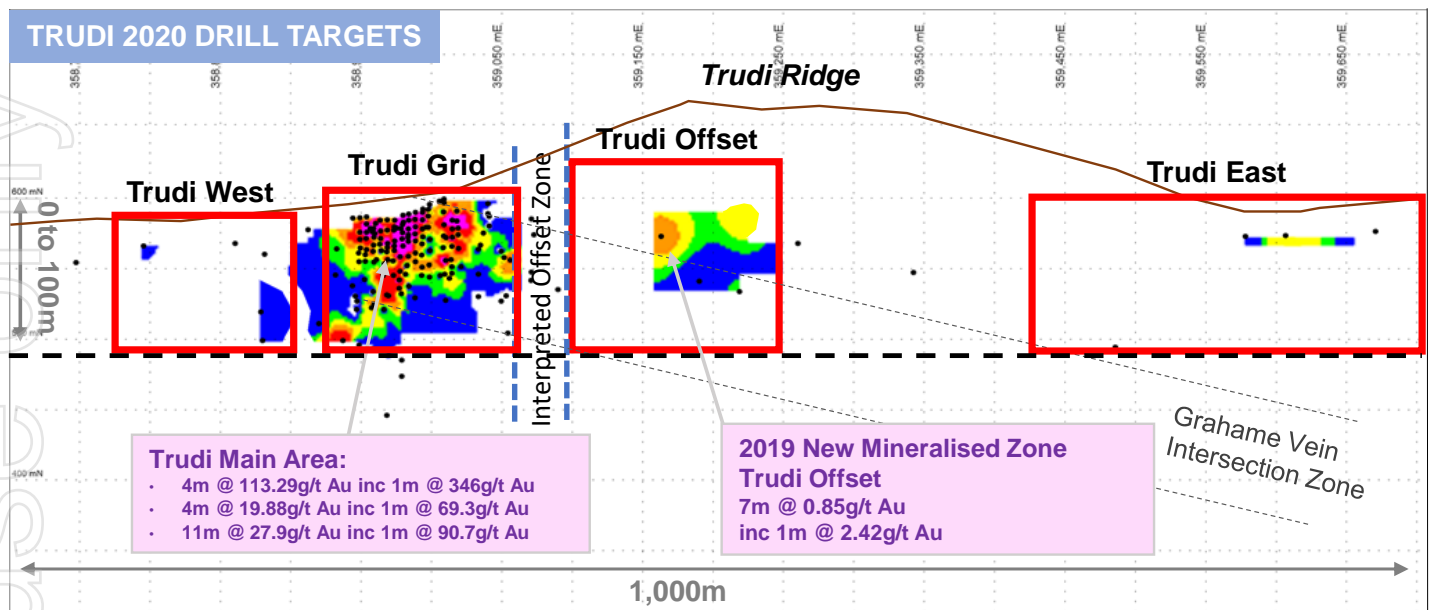 TRUDI 2020 DRILL TARGETS
359.050 mE
359.150 mE
359.250 mE
359.350 mE
359.450 mE
359.550 mE
359.650 mE
Trudi Ridge
Trudi West
Trudi Grid
Trudi Offset
Trudi East
600 mN
0 to 100m
Interpreted Offset Zone
400 mN
Trudi Main Area:
· 4m @ 113.29g/t Au inc 1m @ 346g/t Au
· 4m @ 19.88g/t Au inc 1m @ 69.3g/t Au
· 11m @ 27.9g/t Au inc 1m @ 90.7g/t Au
2019 New Mineralised Zone
Trudi Offset
7m @ 0.85g/t Au
inc 1m @ 2.42g/t Au
Grahame Vein
Intersection Zone
1,000m